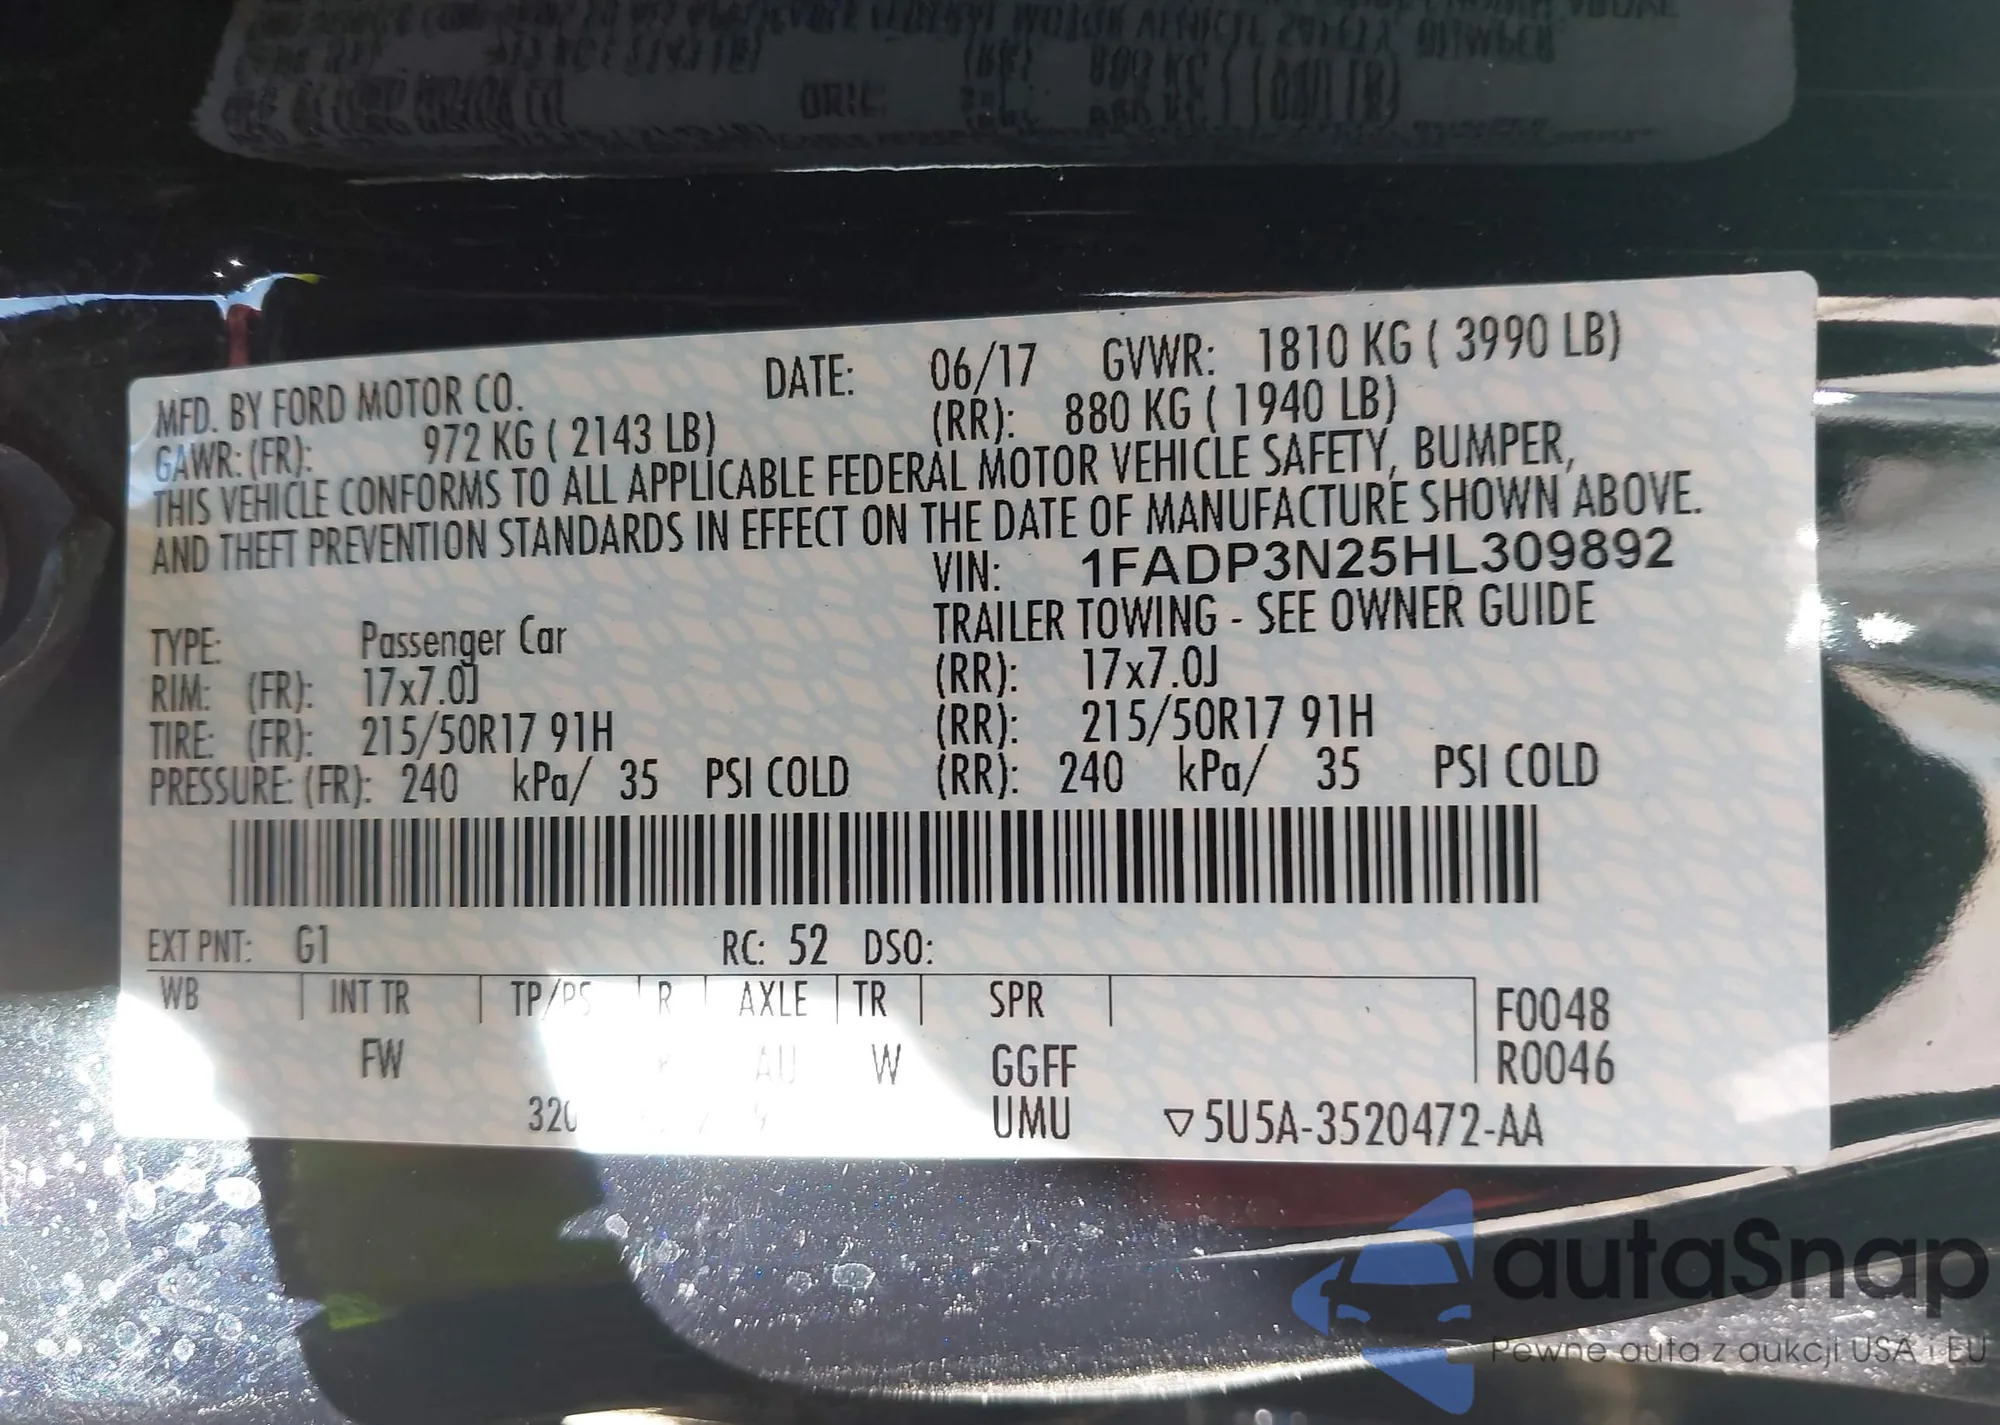 MFD. BY FORD MOTOR CO. DATE: 06/17 GVWR: 1810 KG ( 3990 LB)
GAWR: (FR): 972 KG ( 2143 LB) (RR): 880 KG ( 1940 LB)
THIS VEHICLE CONFORMS TO ALL APPLICABLE FEDERAL MOTOR VEHICLE SAFETY, BUMPER,
AND THEFT PREVENTION STANDARDS IN EFFECT ON THE DATE OF MANUFACTURE SHOWN ABOVE.
VIN: 1FADP3N25HL309892
TRAILER TOWING - SEE OWNER GUIDE
TYPE: Passenger Car
RIM: (FR): 17x7.0J (RR): 17x7.0J
TIRE: (FR): 215/50R17 91H (RR): 215/50R17 91H
PRESSURE: (FR): 240 kPa/ 35 PSI COLD (RR): 240 kPa/ 35 PSI COLD
EXT PNT: G1 RC: 52 DSO:
WB INT TR TP/PS R AXLE TR SPR F0048
FW AU W GGFF R0046
UMU ▽5U5A-3520472-AA
autaSnap
Pewne auta z aukcji USA i EU